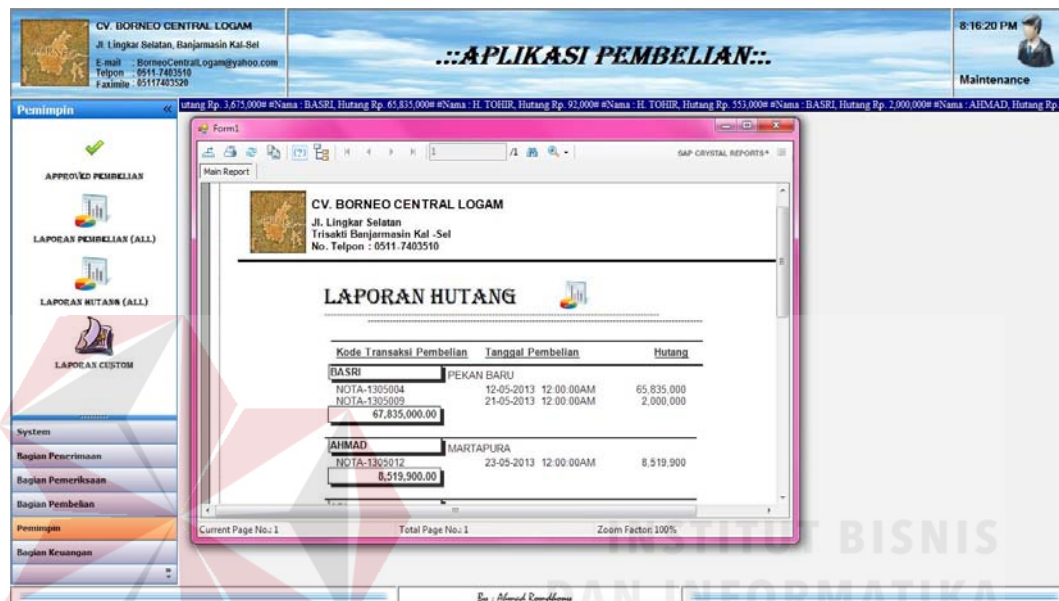 CV. BORNEO CENTRAL LOGAM
Jl. Lingkar Selatan, Banjarmasin Kal-Sel
E-mail : BorneoCentralLogam@yahoo.com
Telpon : 0511-7403510
Faximile : 05117403520
.::APLIKASI PEMBELIAN::.
8:16:20 PM
Maintenance
Pemimpin «
utang Rp. 3,675,000# #Nama : BASRI, Hutang Rp. 65,835,000# #Nama : H. TOHIR, Hutang Rp. 92,000# #Nama : H. TOHIR, Hutang Rp. 553,000# #Nama : BASRI, Hutang Rp. 2,000,000# #Nama : AHMAD, Hutang Rp.
APPROVED PEMBELIAN
LAPORAN PEMBELIAN (ALL)
LAPORAN HUTANG (ALL)
LAPORAN CUSTOM
System
Bagian Penerimaan
Bagian Pemeriksaan
Bagian Pembelian
Pemimpin
Bagian Keuangan
Form1
1 /1
SAP CRYSTAL REPORTS
Main Report
CV. BORNEO CENTRAL LOGAM
Jl. Lingkar Selatan
Trisakti Banjarmasin Kal -Sel
No. Telpon : 0511-7403510
LAPORAN HUTANG
Kode Transaksi Pembelian Tanggal Pembelian Hutang
BASRI PEKAN BARU
NOTA-1305004 12-05-2013 12:00:00AM 65,835,000
NOTA-1305009 21-05-2013 12:00:00AM 2,000,000
67,835,000.00
AHMAD MARTAPURA
NOTA-1305012 23-05-2013 12:00:00AM 8,519,900
8,519,900.00
Current Page No.: 1 Total Page No.: 1 Zoom Factor: 100%
INSTITUT BISNIS
DAN INFORMATIKA
By : Ahmad Romdhony